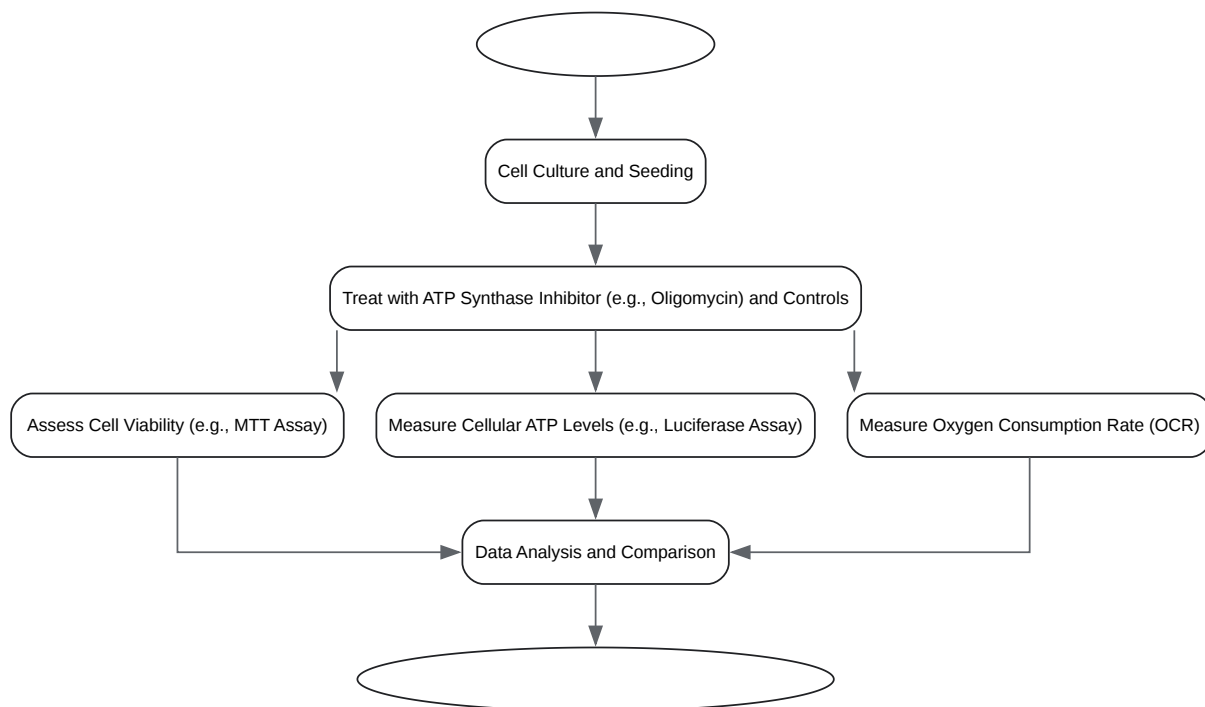 Cell Culture and Seeding
Treat with ATP Synthase Inhibitor (e.g., Oligomycin) and Controls
Assess Cell Viability (e.g., MTT Assay)
Measure Cellular ATP Levels (e.g., Luciferase Assay)
Measure Oxygen Consumption Rate (OCR)
Data Analysis and Comparison